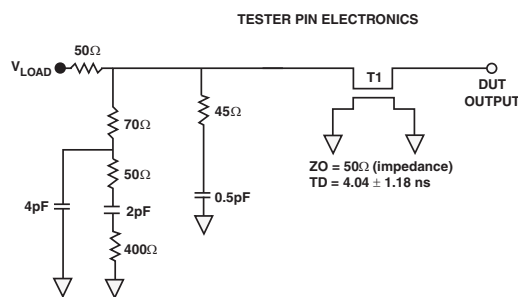 TESTER PIN ELECTRONICS
50Ω
VLOAD
T1
DUT
OUTPUT
70Ω
45Ω
50Ω
4pF
2pF
0.5pF
400Ω
ZO = 50Ω (impedance)
TD = 4.04 ± 1.18 ns